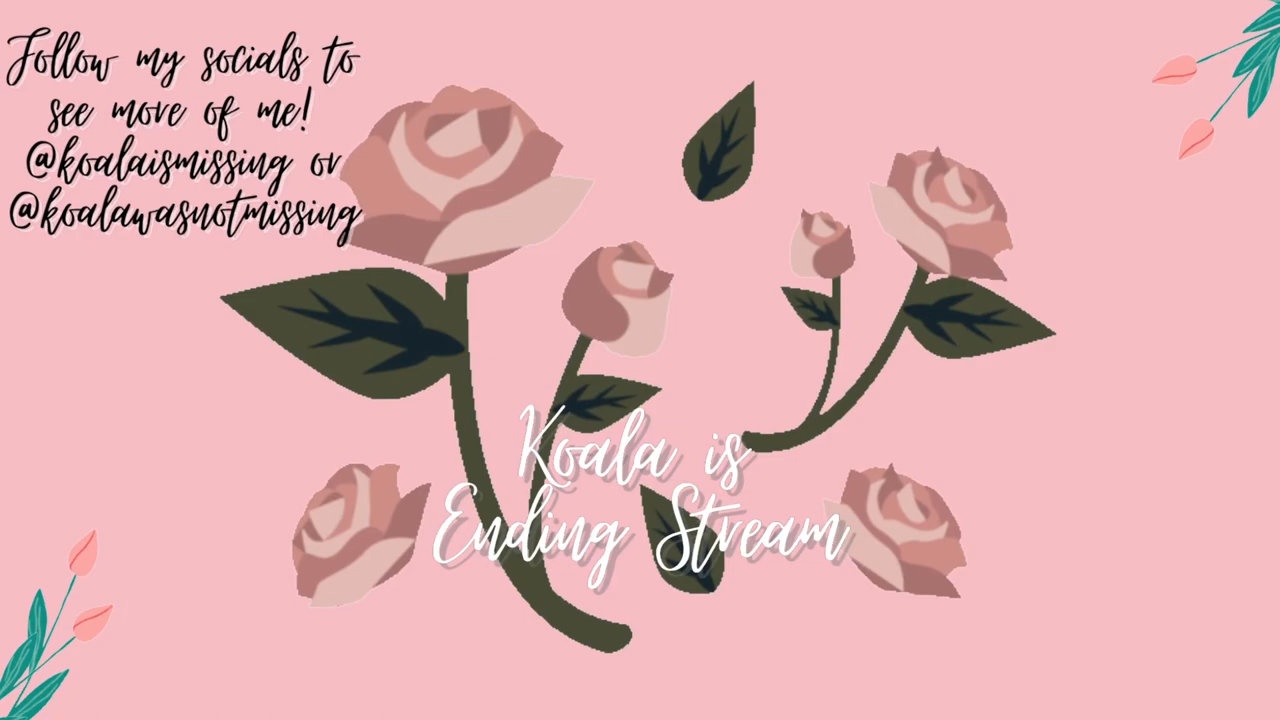 Follow my socials to
see more of me!
@koalaismissing or
@koalawasnotmissing
Koala is
Ending Stream